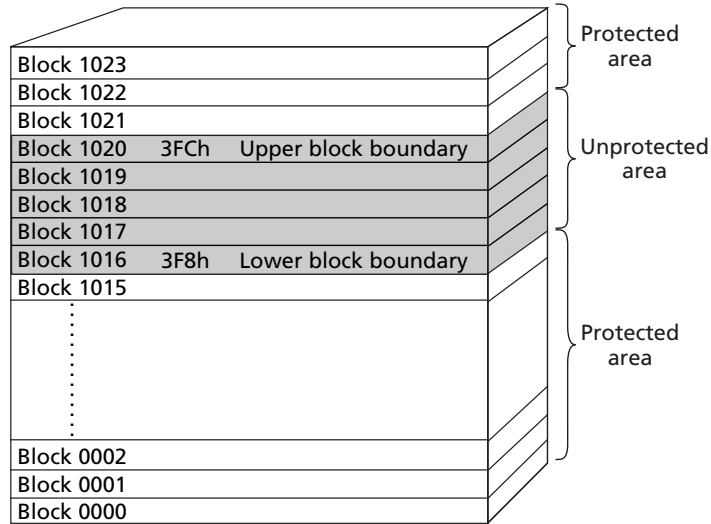 Block 1023
Block 1022
Block 1021
Block 1020 3FCh Upper block boundary
Block 1019
Block 1018
Block 1017
Block 1016 3F8h Lower block boundary
Block 1015
Block 0002
Block 0001
Block 0000
Protected
area
Unprotected
area
Protected
area